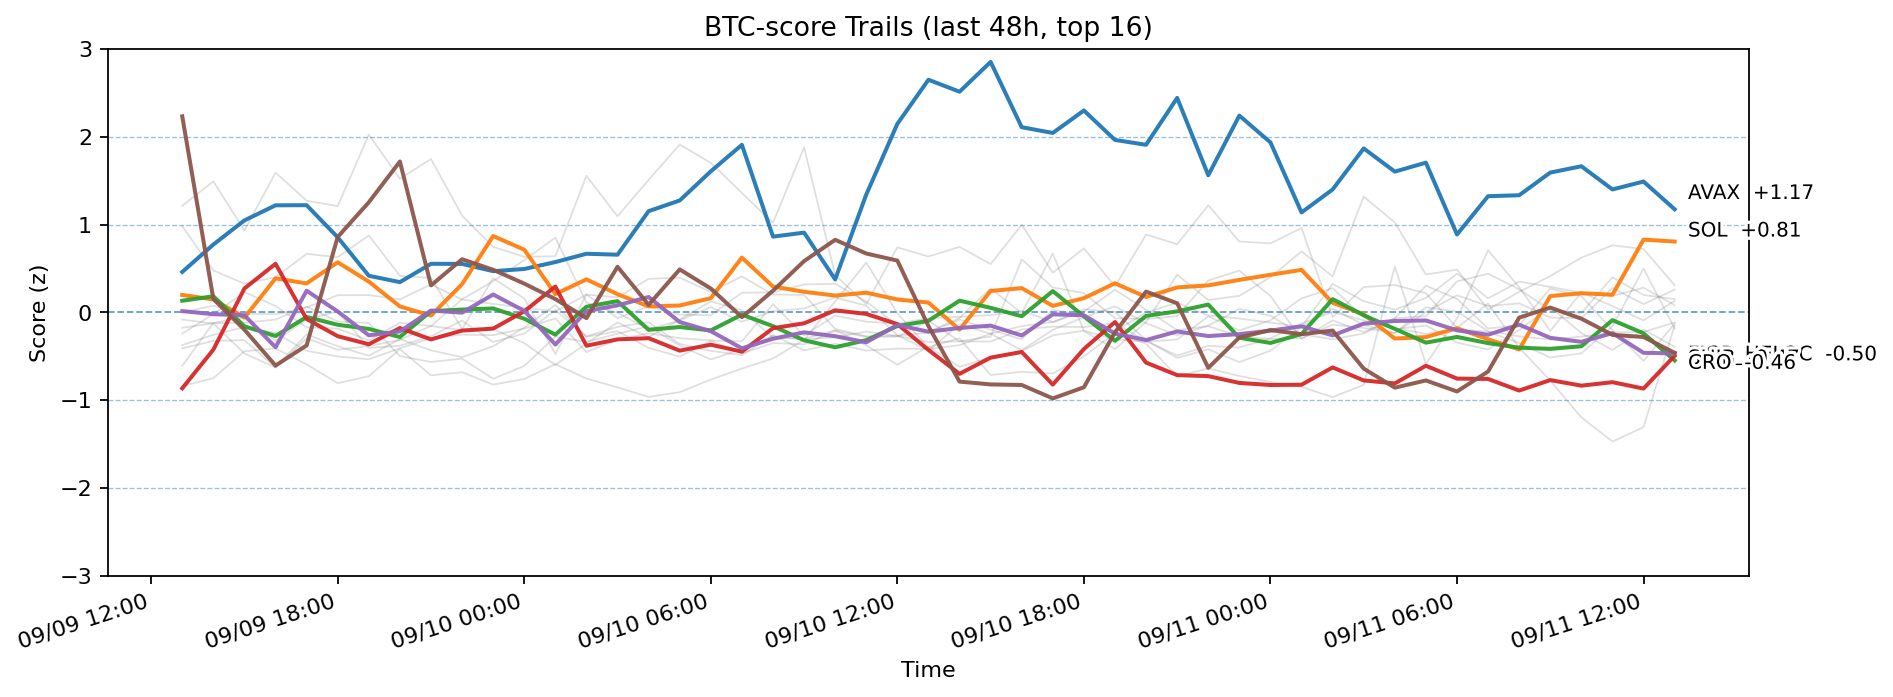 BTC-score Trails (last 48h, top 16)
Score (z)
3
2
1
0
−1
−2
−3
AVAX +1.17
SOL +0.81
-0.50
CRO -0.46
09/09 12:00
09/09 18:00
09/10 00:00
09/10 06:00
09/10 12:00
09/10 18:00
09/11 00:00
09/11 06:00
09/11 12:00
Time